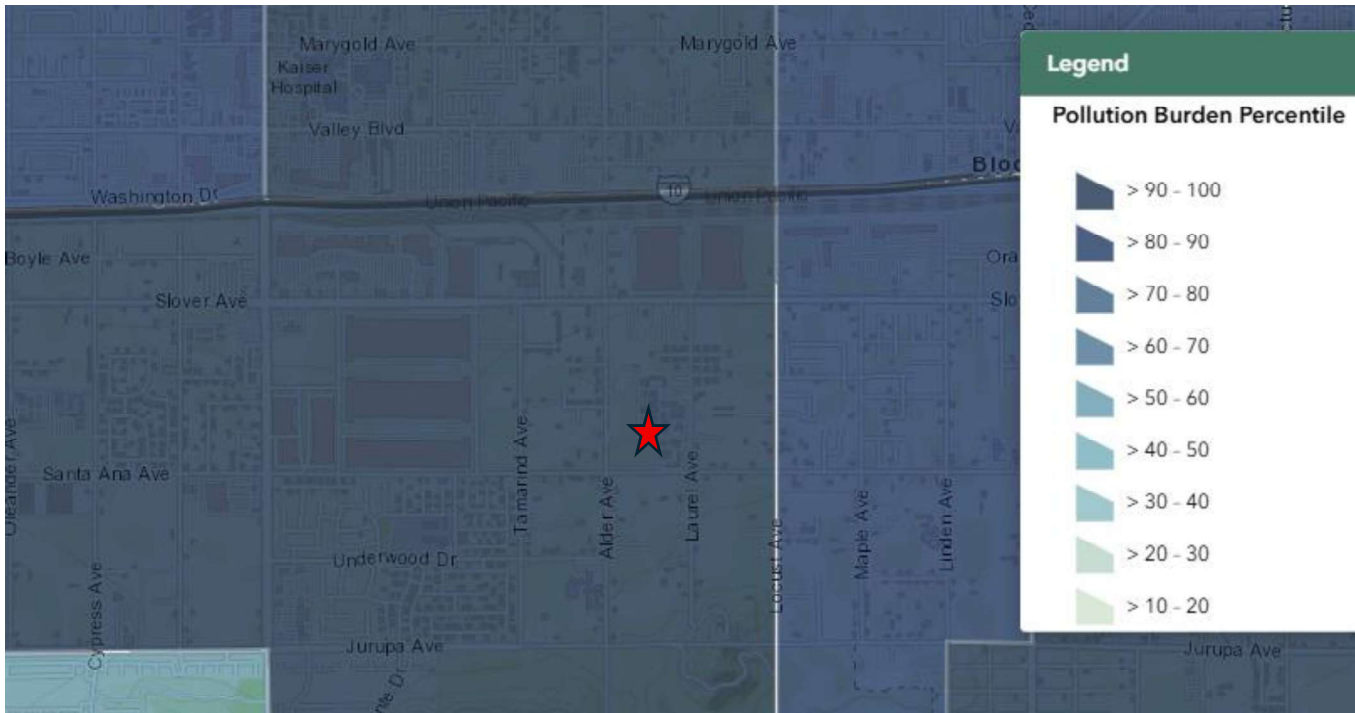 Marygold Ave
Marygold Ave
Kaiser
Hospital
Valley Blvd
Washington Dr
Union Pacific
10
Union Pacific
Boyle Ave
Slover Ave
Santa Ana Ave
Oleander Ave
Cypress Ave
Tamarind Ave
Alder Ave
Laurel Ave
Locust Ave
Maple Ave
Linden Ave
Underwood Dr
Jurupa Ave
Jurupa Ave
Legend
Pollution Burden Percentile
> 90 - 100
> 80 - 90
> 70 - 80
> 60 - 70
> 50 - 60
> 40 - 50
> 30 - 40
> 20 - 30
> 10 - 20